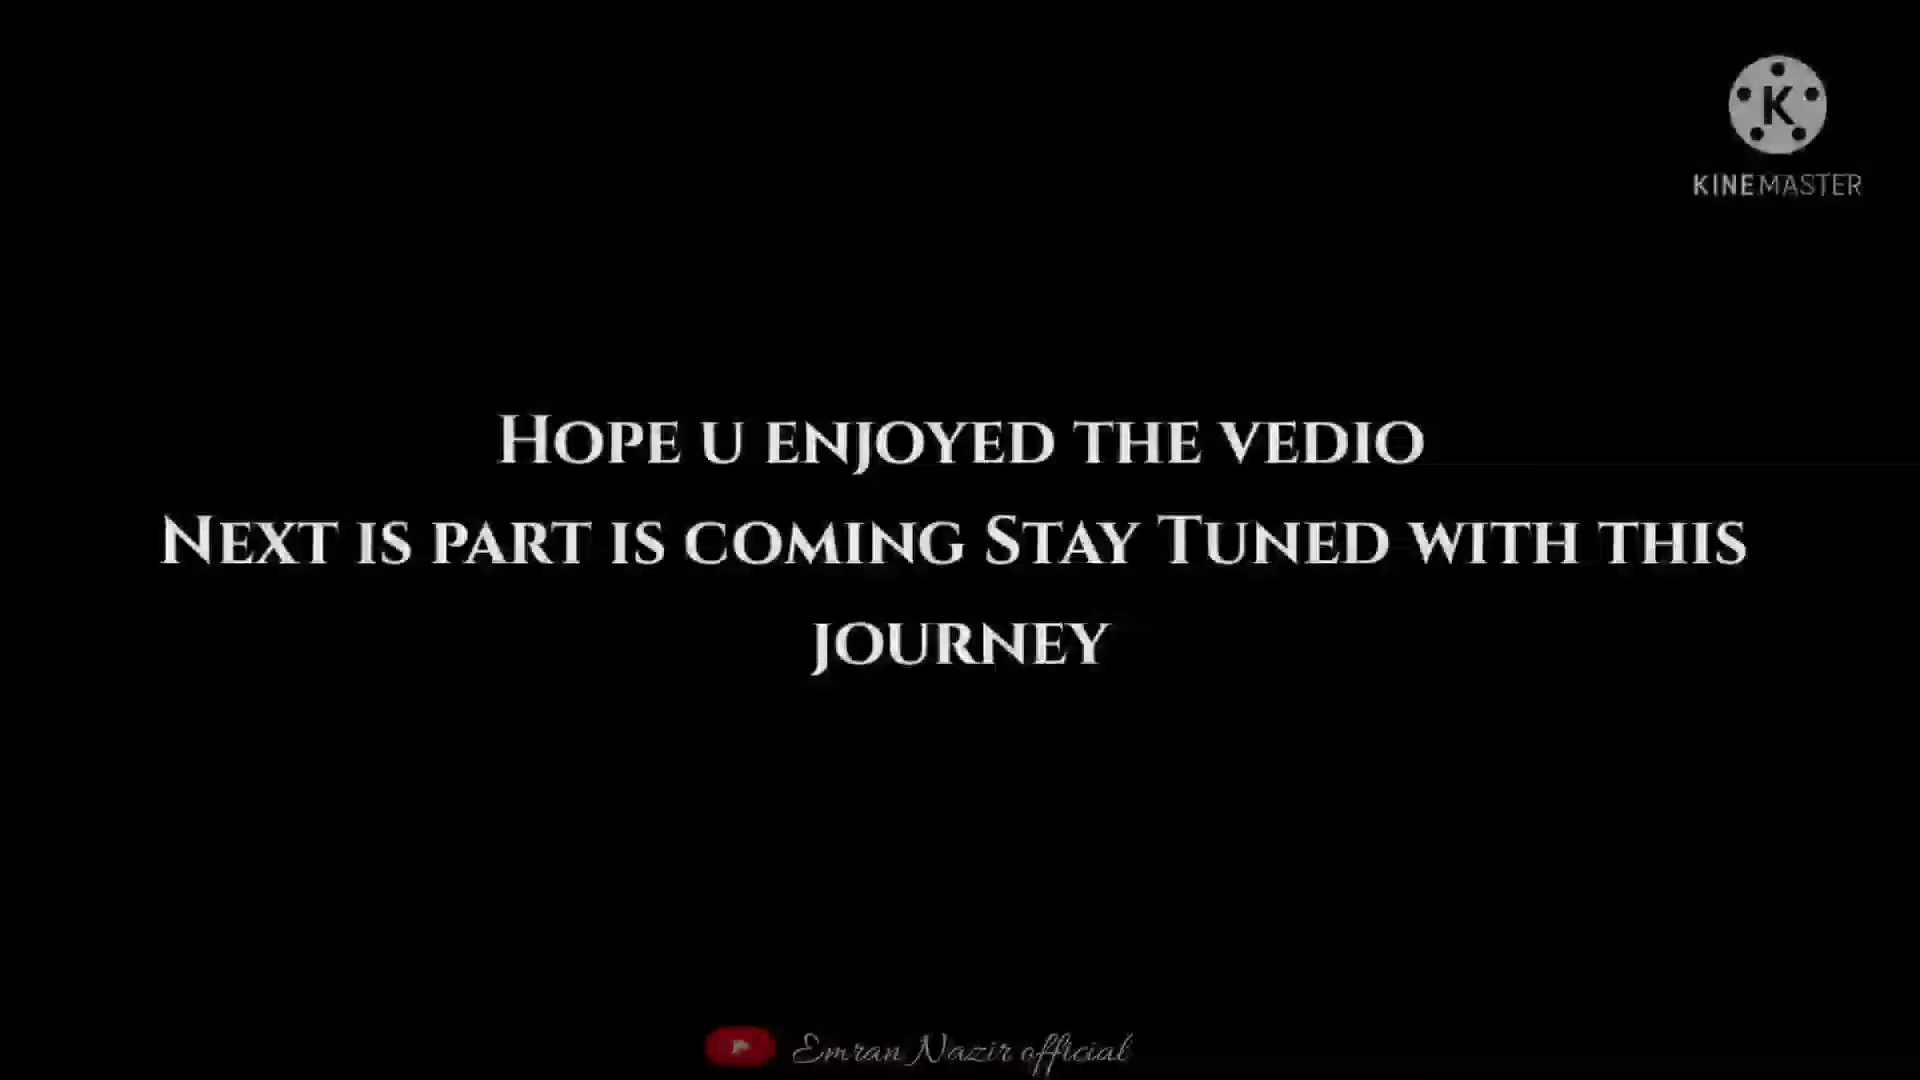 K
KINEMASTER
Hope u enjoyed the vedio
Next is part is coming Stay Tuned with this
journey
Emran Nazir official